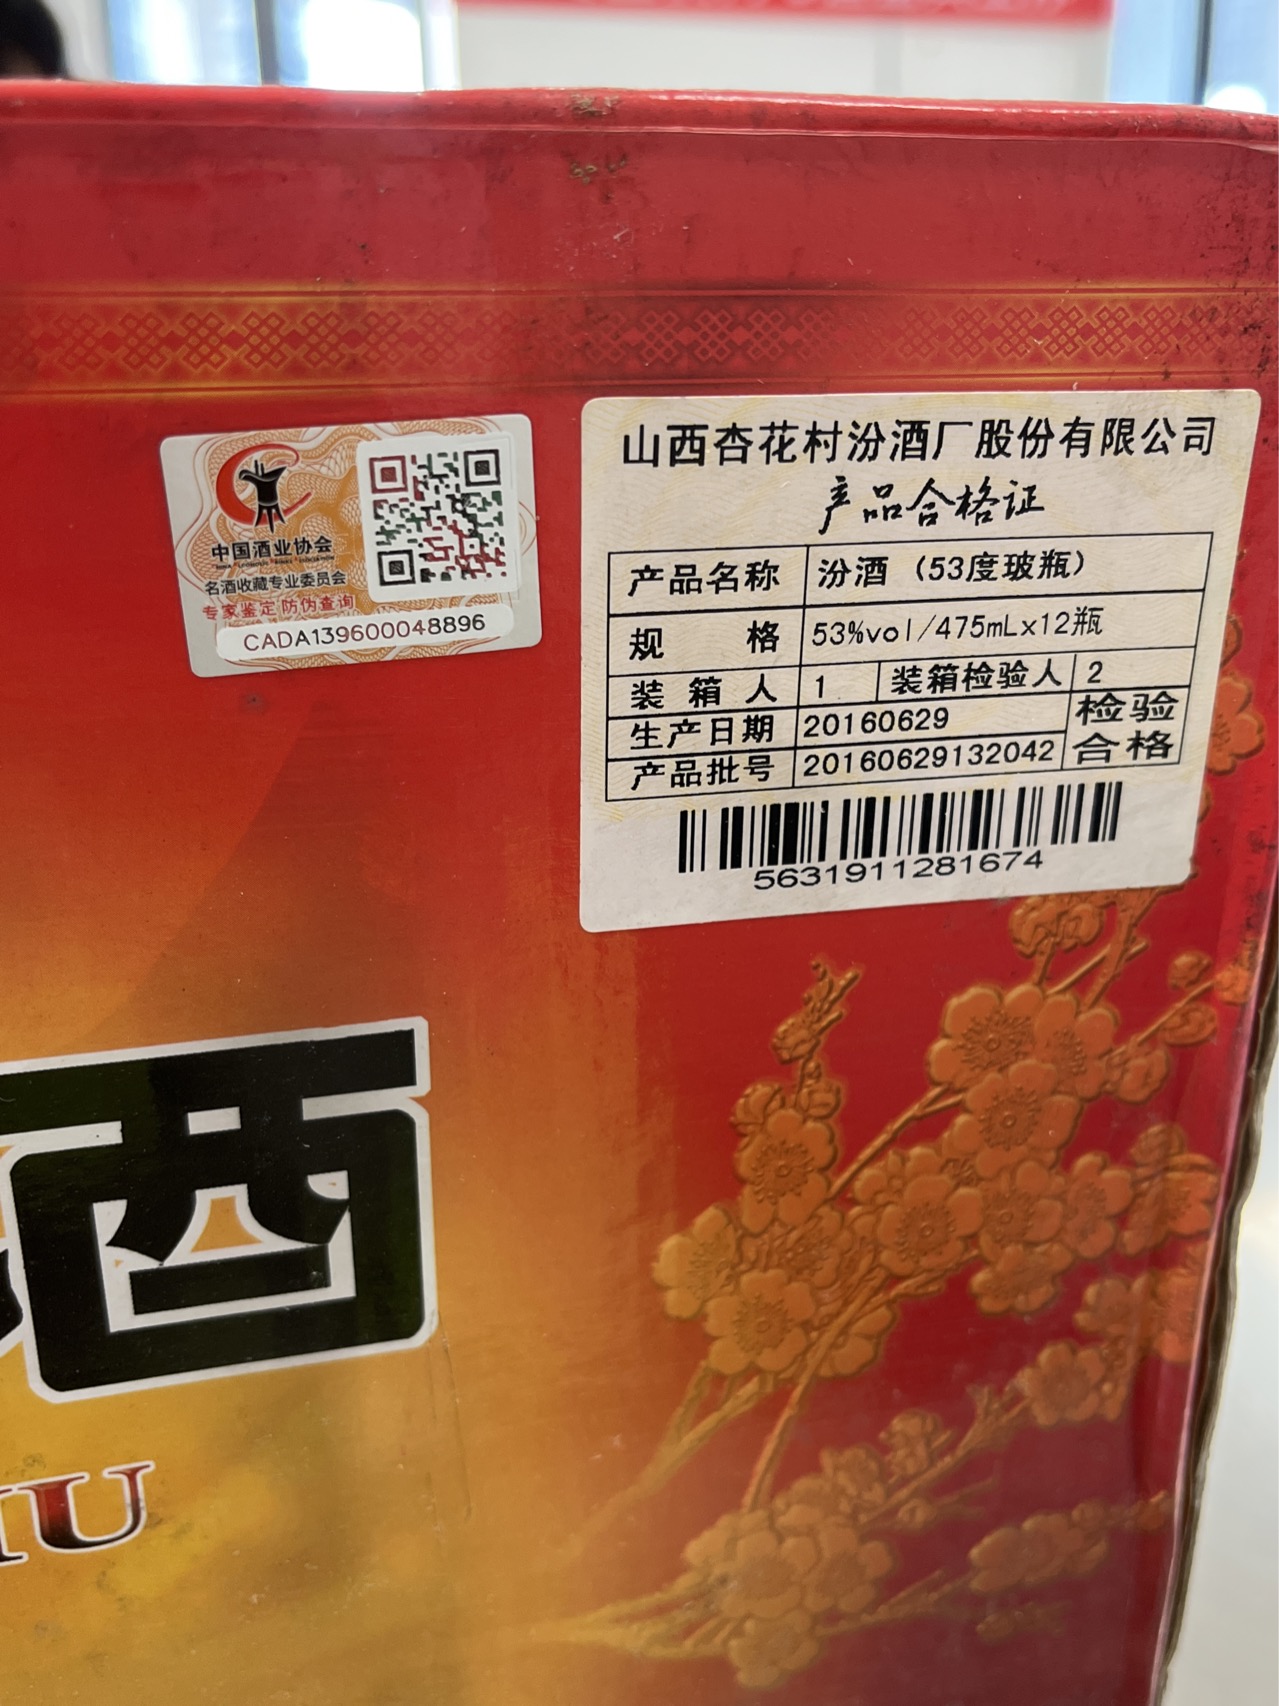 中国酒业协会
名酒收藏专业委员会
专家鉴定 防伪查询
CADA139600048896
山西杏花村汾酒厂股份有限公司
产品合格证
产品名称 汾酒（53度玻瓶）
规格 53%vol/475mLx12瓶
装箱人 1 装箱检验人 2
生产日期 20160629 检验
产品批号 20160629132042 合格
5631911281674
酒
IU